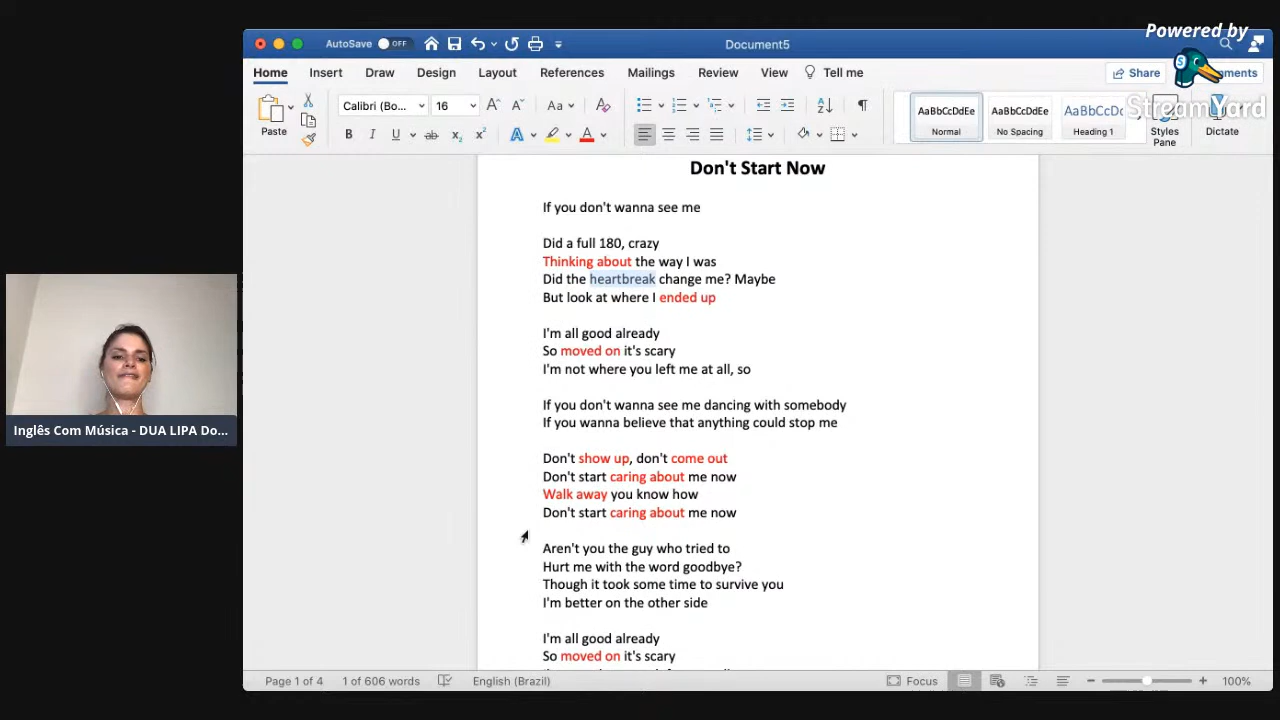 Powered by
StreamYard
AutoSave OFF
Document5
Home Insert Draw Design Layout References Mailings Review View Tell me
Share
mments
Paste
Calibri (Bo...
16
Aa
AaBbCcDdEe
Normal
AaBbCcDdEe
No Spacing
AaBbCcDc
Heading 1
Styles
Pane
Dictate
Don't Start Now
If you don't wanna see me
Did a full 180, crazy
Thinking about the way I was
Did the heartbreak change me? Maybe
But look at where I ended up
I'm all good already
So moved on it's scary
I'm not where you left me at all, so
If you don't wanna see me dancing with somebody
If you wanna believe that anything could stop me
Don't show up, don't come out
Don't start caring about me now
Walk away you know how
Don't start caring about me now
Aren't you the guy who tried to
Hurt me with the word goodbye?
Though it took some time to survive you
I'm better on the other side
I'm all good already
So moved on it's scary
Inglês Com Música - DUA LIPA Do...
Page 1 of 4 1 of 606 words English (Brazil) Focus 100%